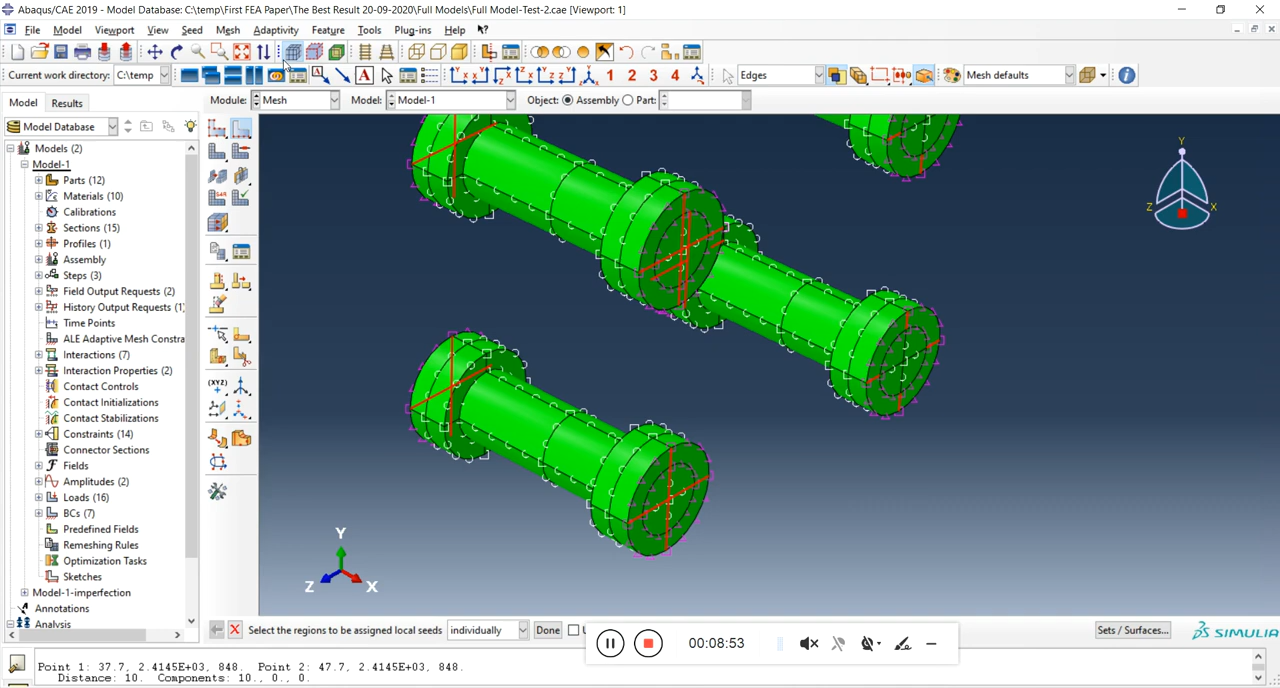 Abaqus/CAE 2019 - Model Database: C:\temp\First FEA Paper\The Best Result 20-09-2020\Full Models\Full Model-Test-2.cae [Viewport: 1]
File Model Viewport View Seed Mesh Adaptivity Feature Tools Plug-ins Help
Current work directory: C:\temp
A
1 2 3 4
Edges
Mesh defaults
Model Results
Module: Mesh Model: Model-1 Object: Assembly Part:
Model Database
Models (2)
Model-1
Parts (12)
Materials (10)
Calibrations
Sections (15)
Profiles (1)
Assembly
Steps (3)
Field Output Requests (2)
History Output Requests (1)
Time Points
ALE Adaptive Mesh Constra
Interactions (7)
Interaction Properties (2)
Contact Controls
Contact Initializations
Contact Stabilizations
Constraints (14)
Connector Sections
Fields
Amplitudes (2)
Loads (16)
BCs (7)
Predefined Fields
Remeshing Rules
Optimization Tasks
Sketches
Model-1-imperfection
Annotations
Analysis
(XYZ)
Y
Z X
Y
Z X
Select the regions to be assigned local seeds individually Done
00:08:53
Sets / Surfaces...
SIMULIA
Point 1: 37.7, 2.4145E+03, 848. Point 2: 47.7, 2.4145E+03, 848.
Distance: 10. Components: 10., 0., 0.